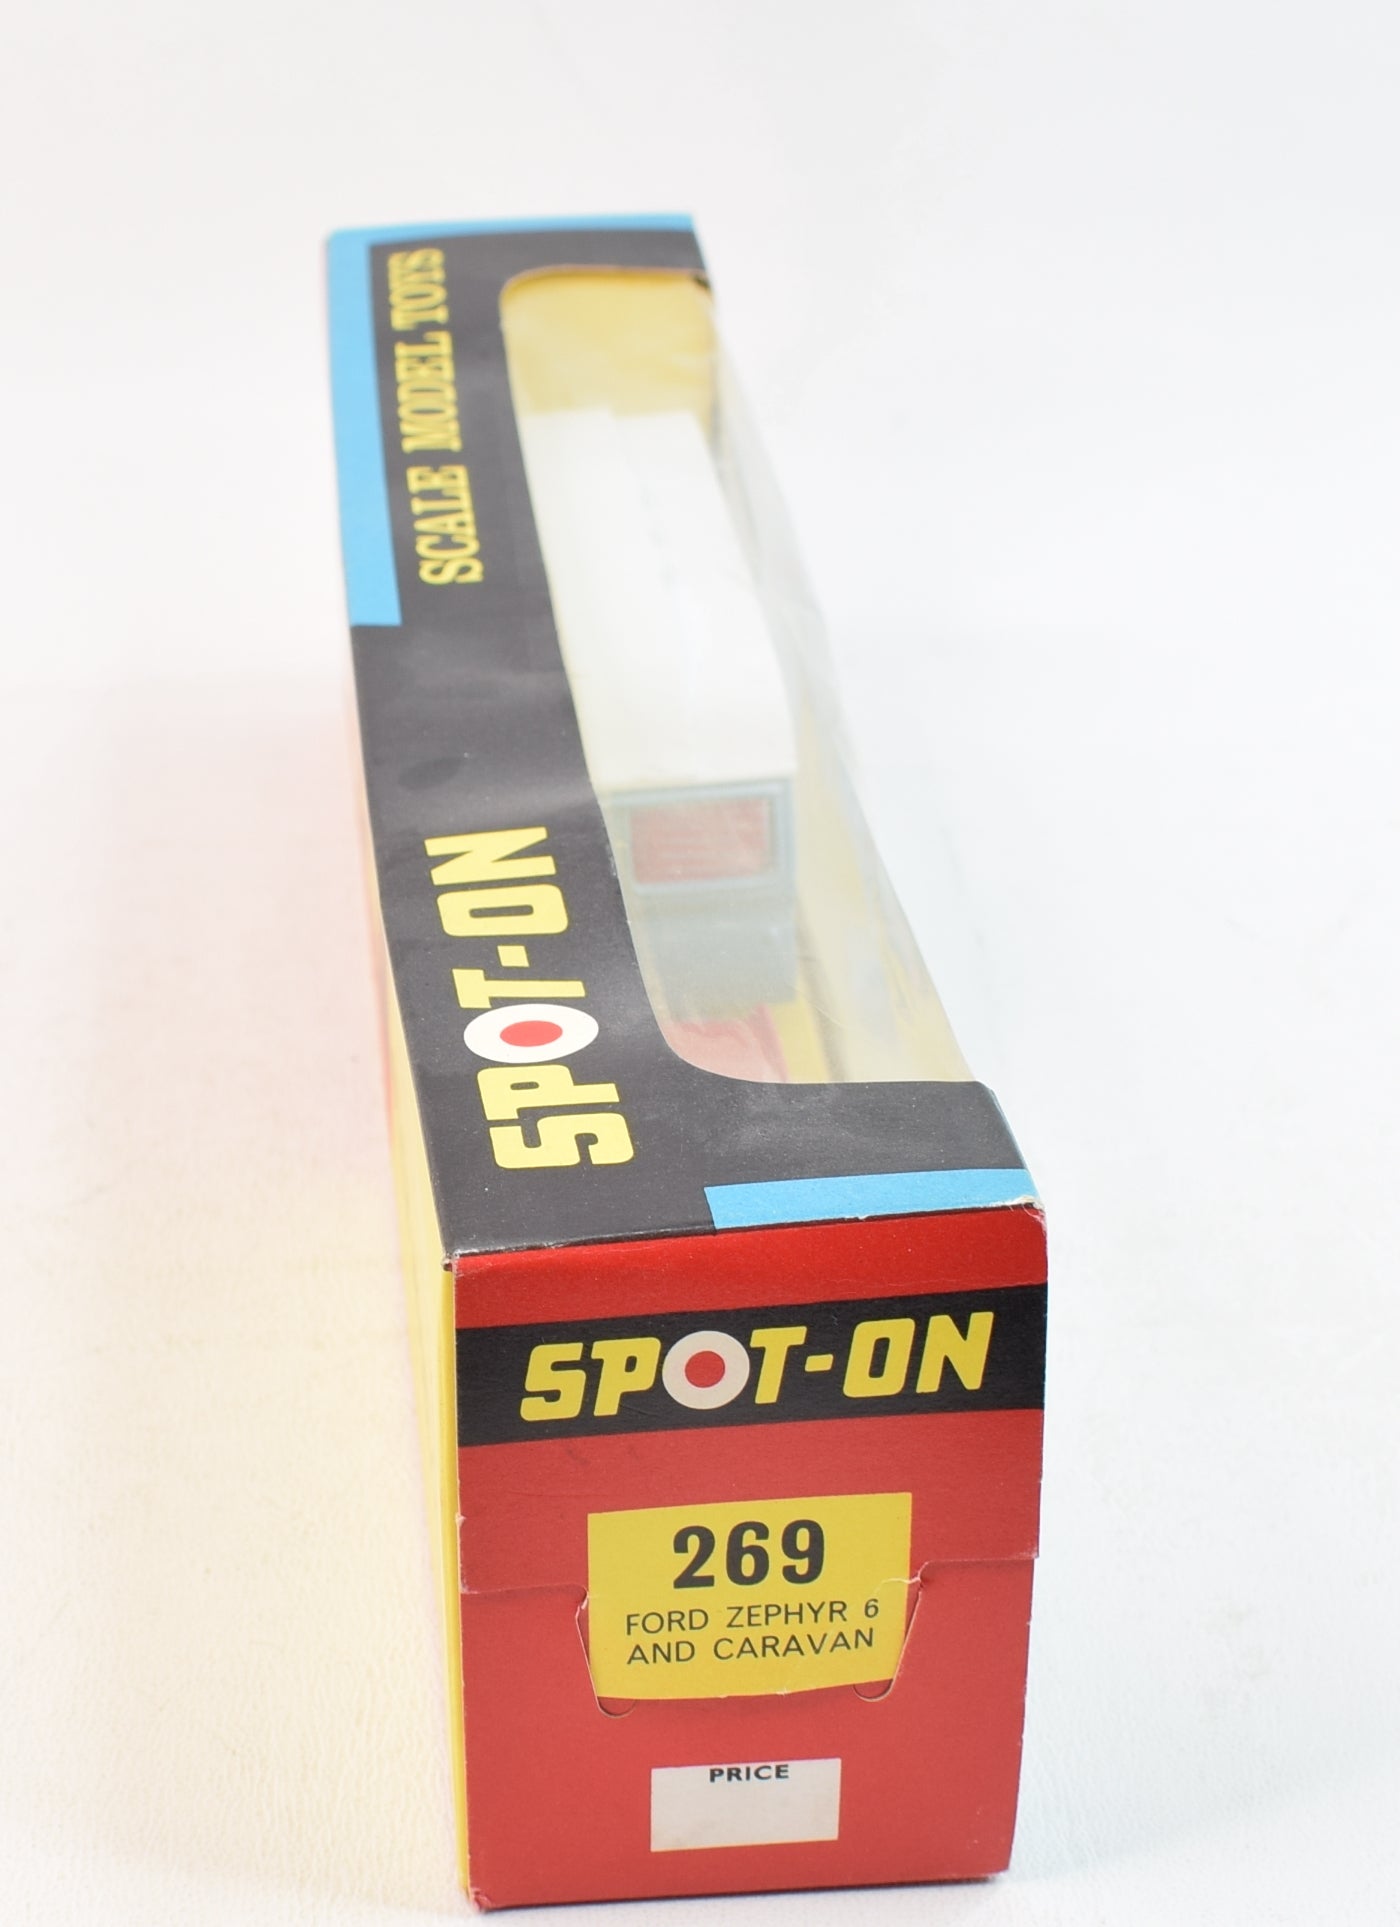 SCALE MODEL TOYS
SPOT-ON
SPOT-ON
269
FORD ZEPHYR 6
AND CARAVAN
PRICE